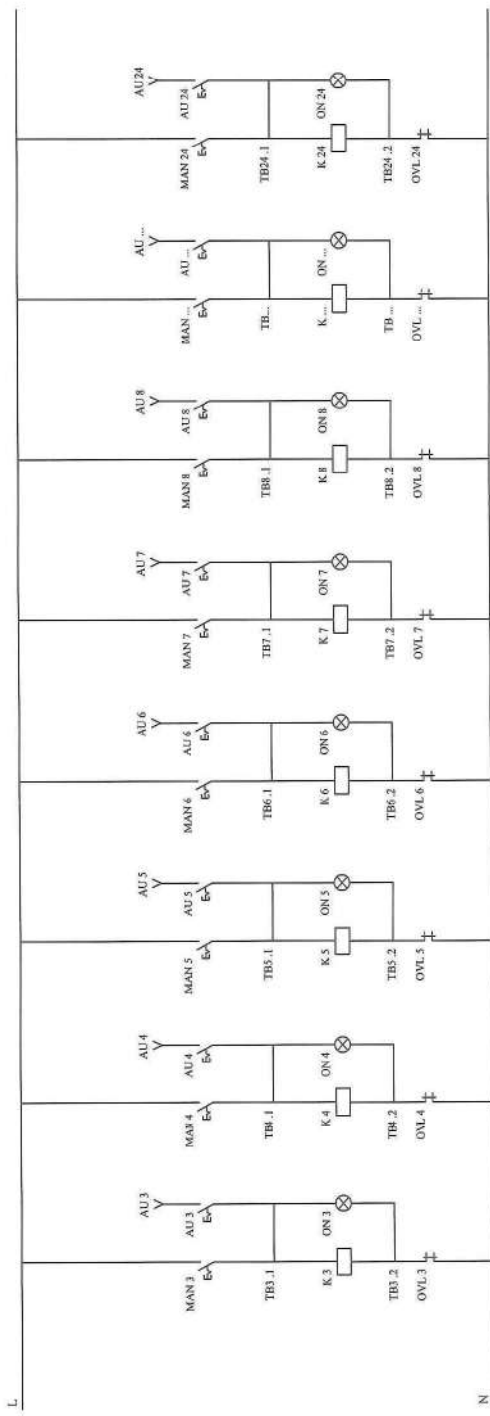 L
AU 3
AU 4
AU 5
AU 6
AU 7
AU 8
AU ...
AU 24
MAN 3
AU 3
MAN 4
AU 4
MAN 5
AU 5
MAN 6
AU 6
MAN 7
AU 7
MAN 8
AU 8
MAN ...
AU ...
MAN 24
AU 24
TB3 .1
TB4 .1
TB5 .1
TB6 .1
TB7 .1
TB8 .1
TB...
TB24 .1
K 3
ON 3
K 4
ON 4
K 5
ON 5
K 6
ON 6
K 7
ON 7
K 8
ON 8
K ...
ON ...
K 24
ON 24
TB3 .2
TB4 .2
TB5 .2
TB6 .2
TB7 .2
TB8 .2
TB ...
TB24 .2
OVL 3
OVL 4
OVL 5
OVL 6
OVL 7
OVL 8
OVL ...
OVL 24
N